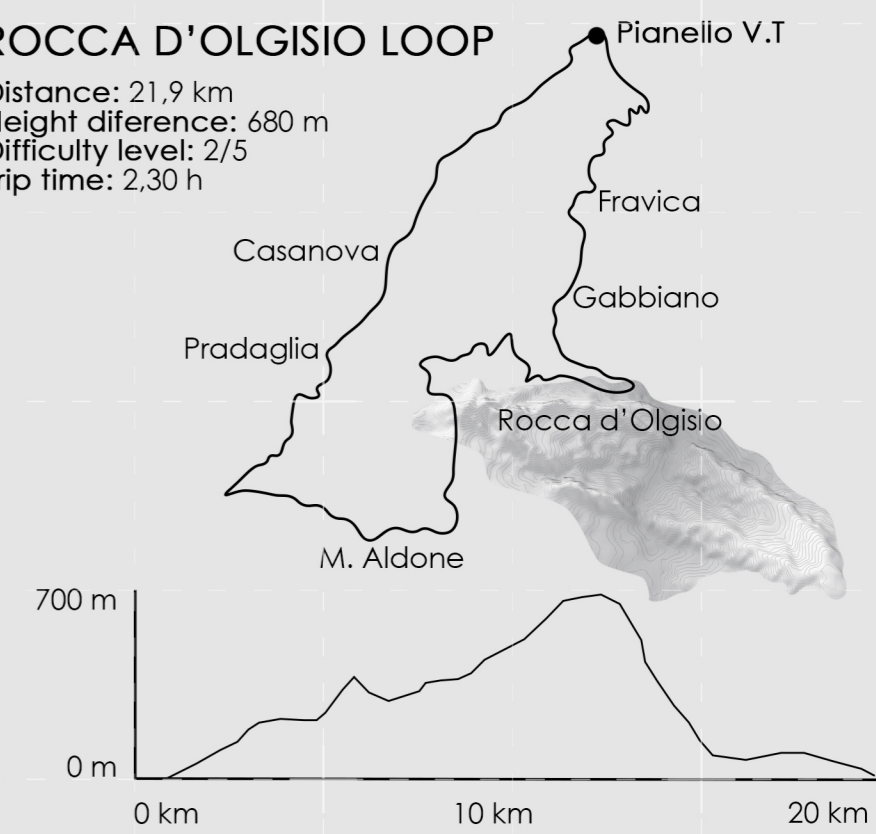 ROCCA D'OLGISIO LOOP
Distance: 21,9 km
Height diference: 680 m
Difficulty level: 2/5
Trip time: 2,30 h
Pianello V.T
Fravica
Casanova
Gabbiano
Pradaglia
Rocca d'Olgisio
M. Aldone
700 m
0 m
0 km
10 km
20 km